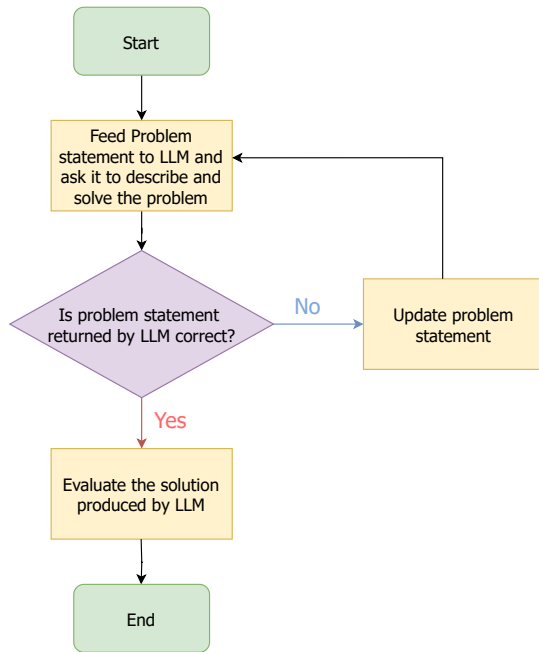 Start
Feed Problem
statement to LLM and
ask it to describe and
solve the problem
Is problem statement
returned by LLM correct?
No
Update problem
statement
Yes
Evaluate the solution
produced by LLM
End